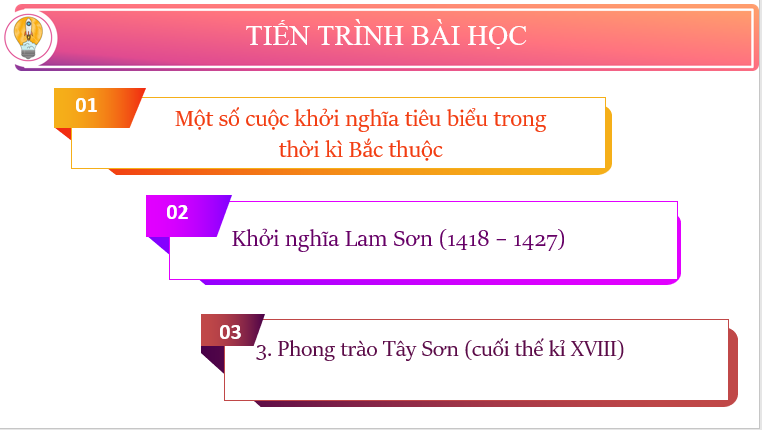 TIẾN TRÌNH BÀI HỌC
01
Một số cuộc khởi nghĩa tiêu biểu trong
thời kì Bắc thuộc
02
Khởi nghĩa Lam Sơn (1418 – 1427)
03
3. Phong trào Tây Sơn (cuối thế kỉ XVIII)